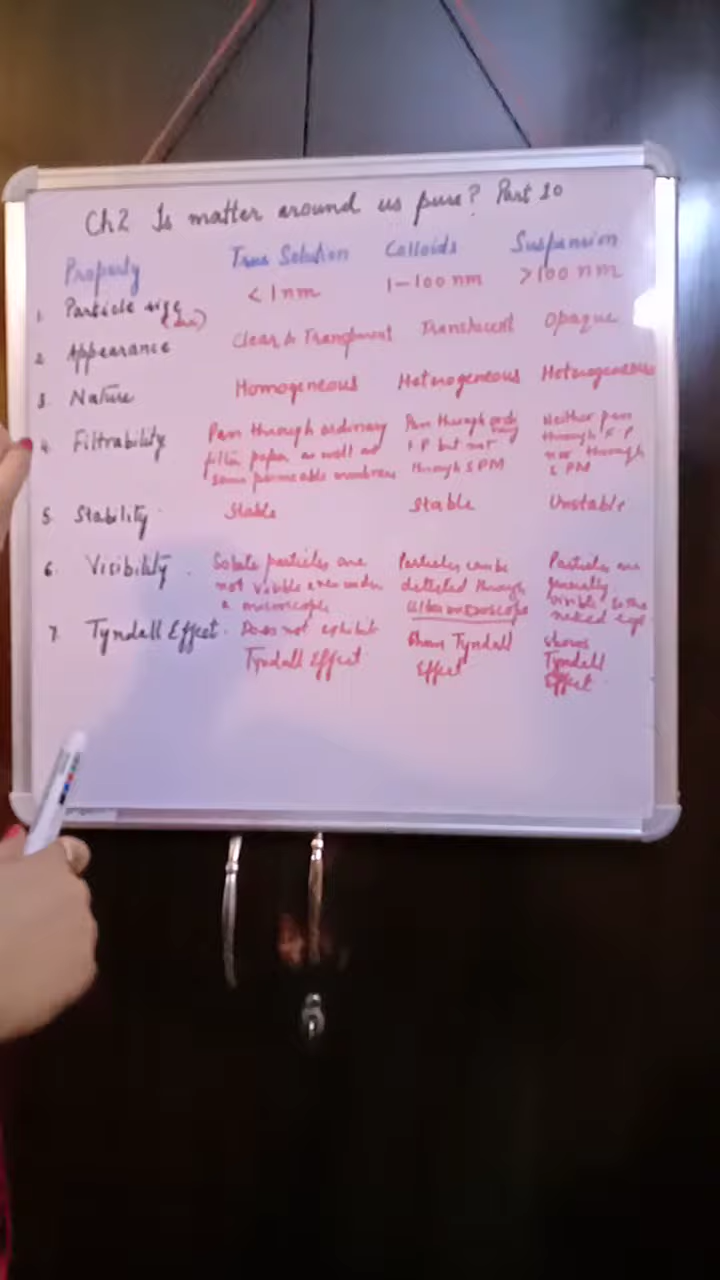 Ch2 Is matter around us pure? Part 10
Property True Solution Colloids Suspension
1. Particle size < 1 nm 1-100 nm >100 nm
2. Appearance Clear & Transparent Translucent Opaque
3. Nature Homogeneous Heterogeneous Heterogeneous
4. Filtrability
Pass through ordinary
filter paper as well as
semi permeable membrane
Pass through
F.P but not
through SPM
Neither pass
through F.P
nor through
SPM
5. Stability Stable Stable Unstable
6. Visibility
Solute particles are
not visible even under
a microscope
Particles can be
detected through
ultramicroscope
Particles are
generally
visible to the
naked eye
7. Tyndall Effect
Does not exhibit
Tyndall Effect
Shows Tyndall
Effect
shows
Tyndall
Effect